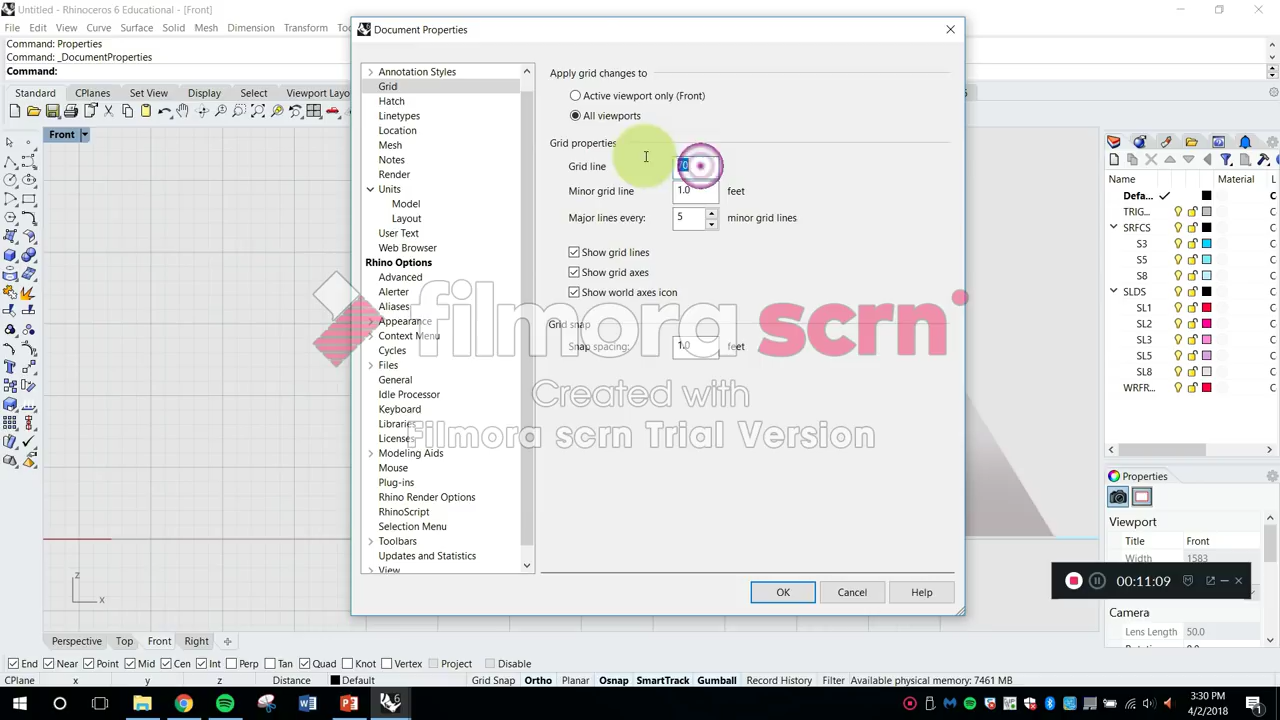 Untitled - Rhinoceros 6 Educational - [Front]
File Edit View Curve Surface Solid Mesh Dimension Transform
Command: Properties
Command: _DocumentProperties
Command:
Standard CPlanes Set View Display Select Viewport Layou
Front
Document Properties
Annotation Styles
Grid
Hatch
Linetypes
Location
Mesh
Notes
Render
Units
Model
Layout
User Text
Web Browser
Rhino Options
Advanced
Alerter
Aliases
Appearance
Context Menu
Cycles
Files
General
Idle Processor
Keyboard
Libraries
Licenses
Modeling Aids
Mouse
Plug-ins
Rhino Render Options
RhinoScript
Selection Menu
Toolbars
Updates and Statistics
View
Apply grid changes to
Active viewport only (Front)
All viewports
Grid properties
Grid line
Minor grid line 1.0 feet
Major lines every: 5 minor grid lines
Show grid lines
Show grid axes
Show world axes icon
Grid snap
Snap spacing: 1.0 feet
OK Cancel Help
filmora scrn
Created with
Filmora scrn Trial Version
Name Material
Defa...
TRIG...
SRFCS
S3
S5
S8
SLDS
SL1
SL2
SL3
SL5
SL8
WRFR...
Properties
Viewport
Title Front
Width 1583
00:11:09
Camera
Lens Length 50.0
z
x
Perspective Top Front Right
End Near Point Mid Cen Int Perp Tan Quad Knot Vertex Project Disable
CPlane x y z Distance Default Grid Snap Ortho Planar Osnap SmartTrack Gumball Record History Filter Available physical memory: 7461 MB
3:30 PM
4/2/2018